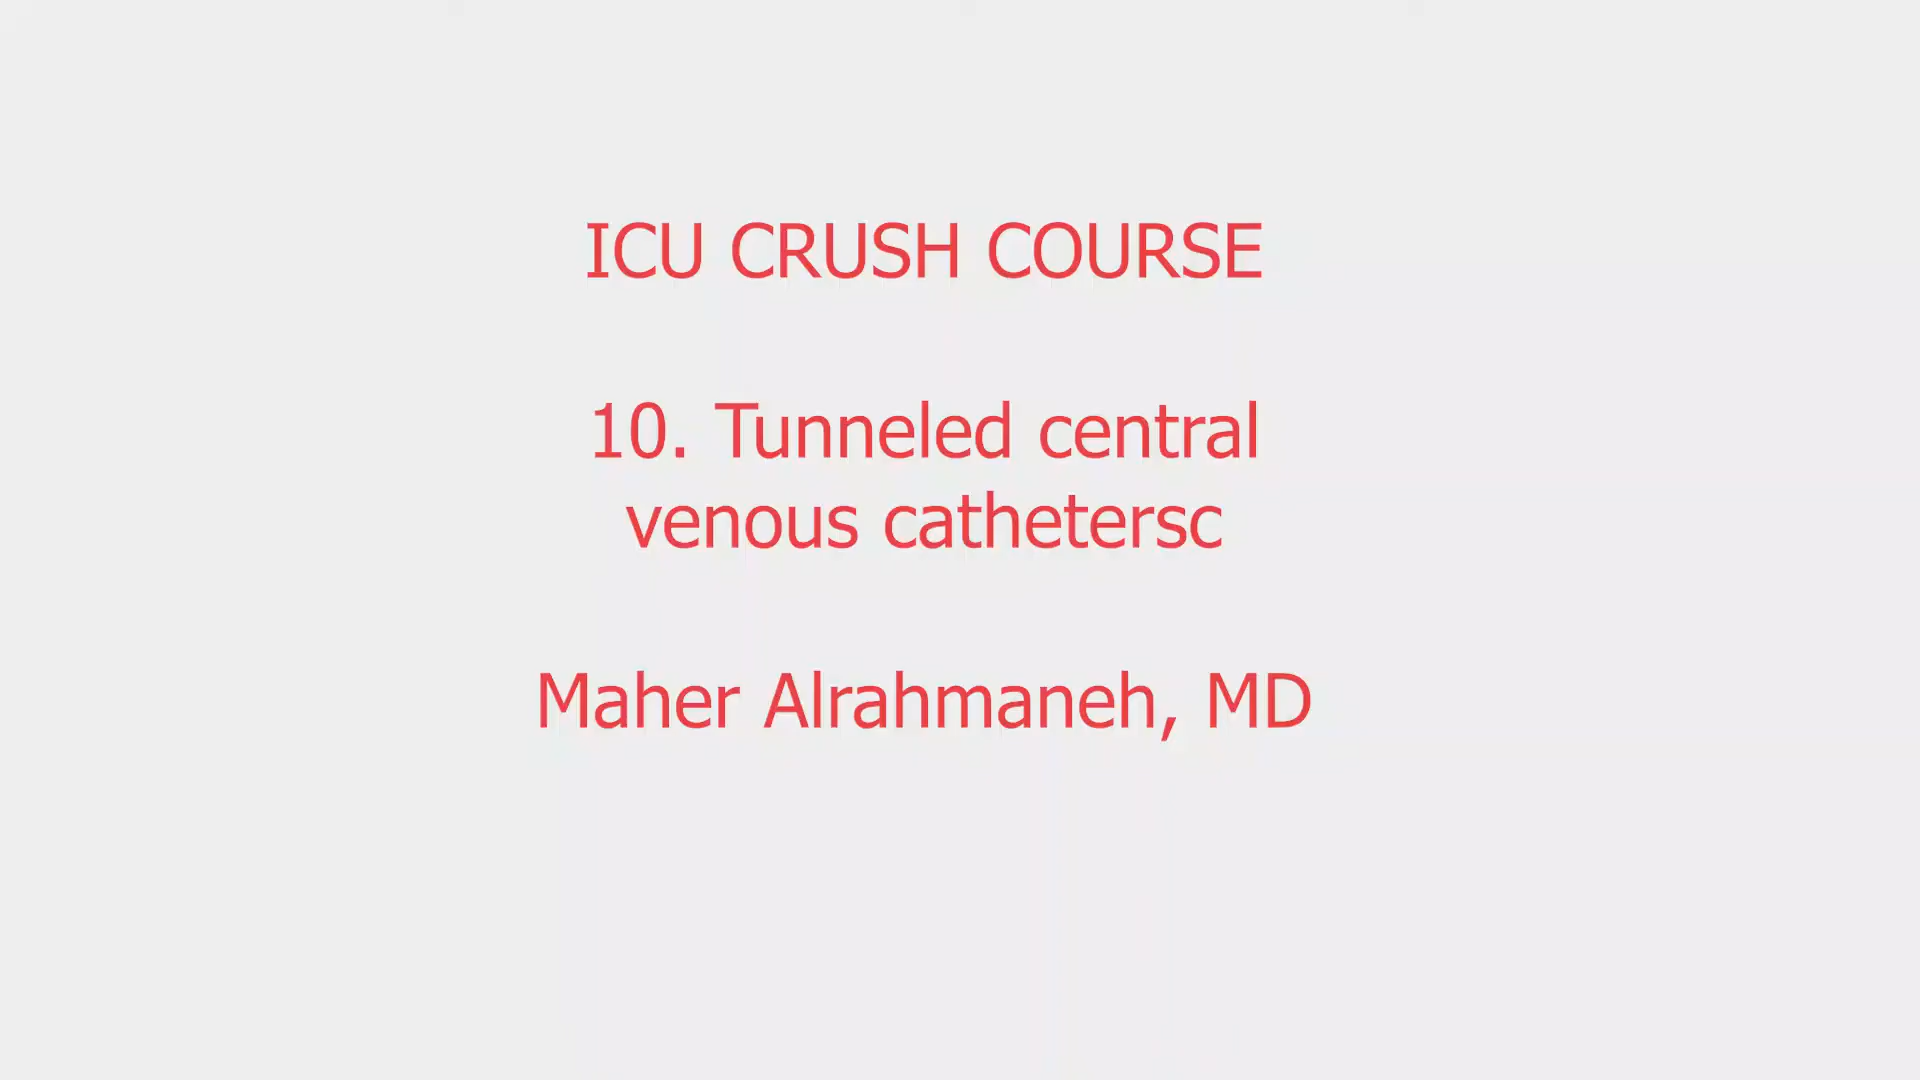 ICU CRUSH COURSE
10. Tunneled central
venous cathetersc
Maher Alrahmaneh, MD